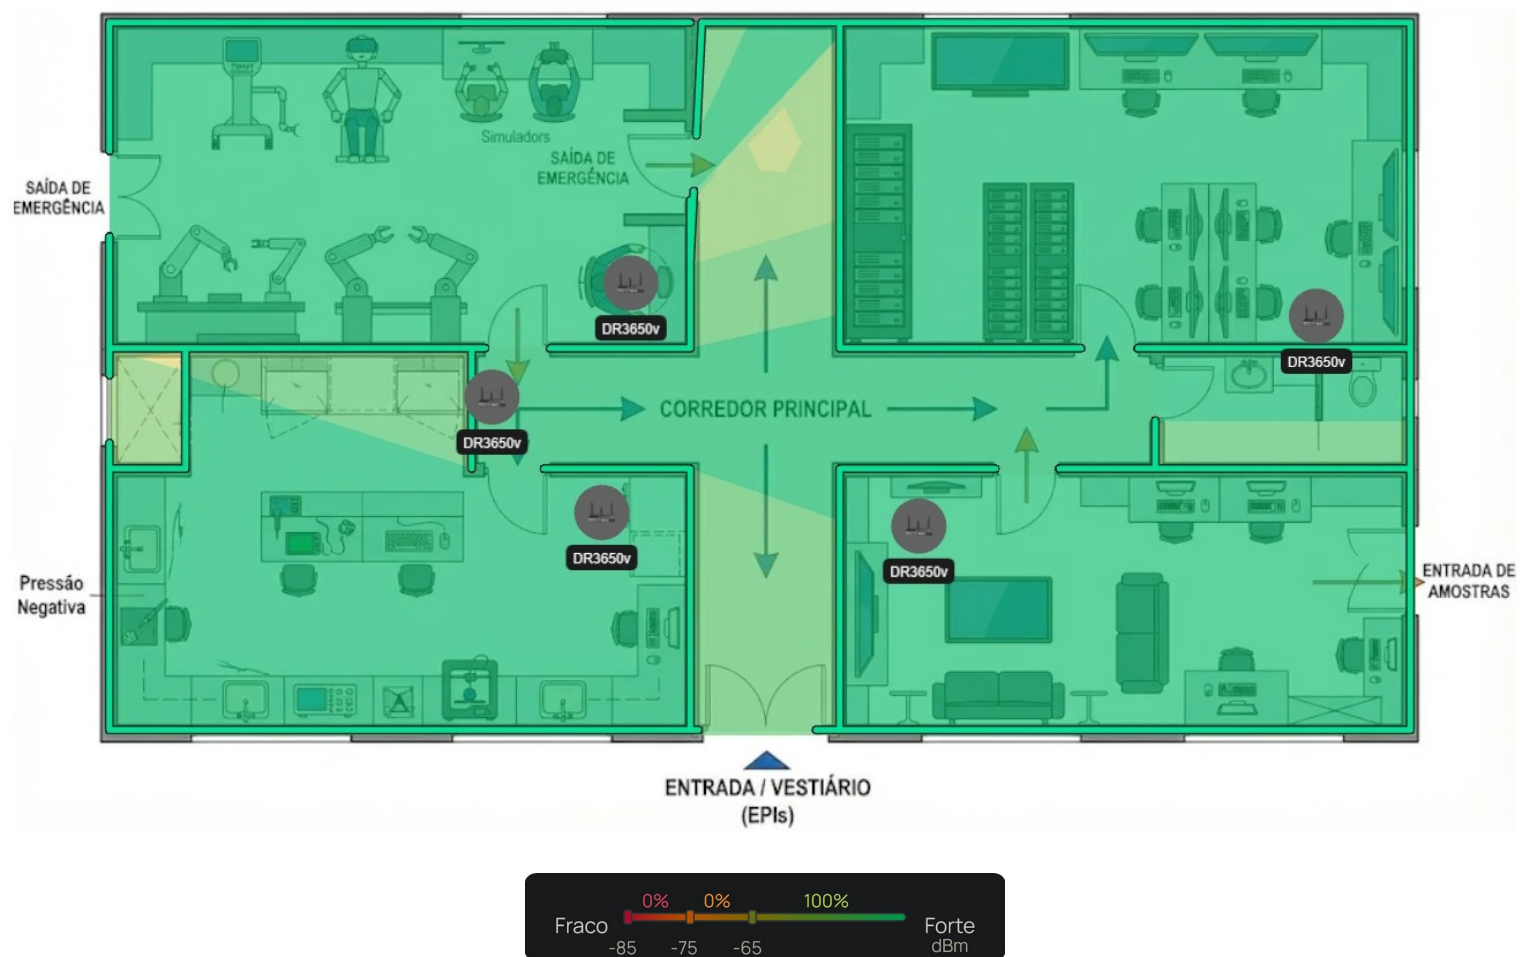 Simuladors
SAÍDA DE
EMERGÊNCIA
SAÍDA DE
EMERGÊNCIA
DR3650v
DR3650v
DR3650v
DR3650v
CORREDOR PRINCIPAL
DR3650v
DR3650v
Pressão
Negativa
ENTRADA DE
AMOSTRAS
ENTRADA / VESTIÁRIO
(EPIs)
0% 0% 100%
Fraco Forte
-85 -75 -65 dBm